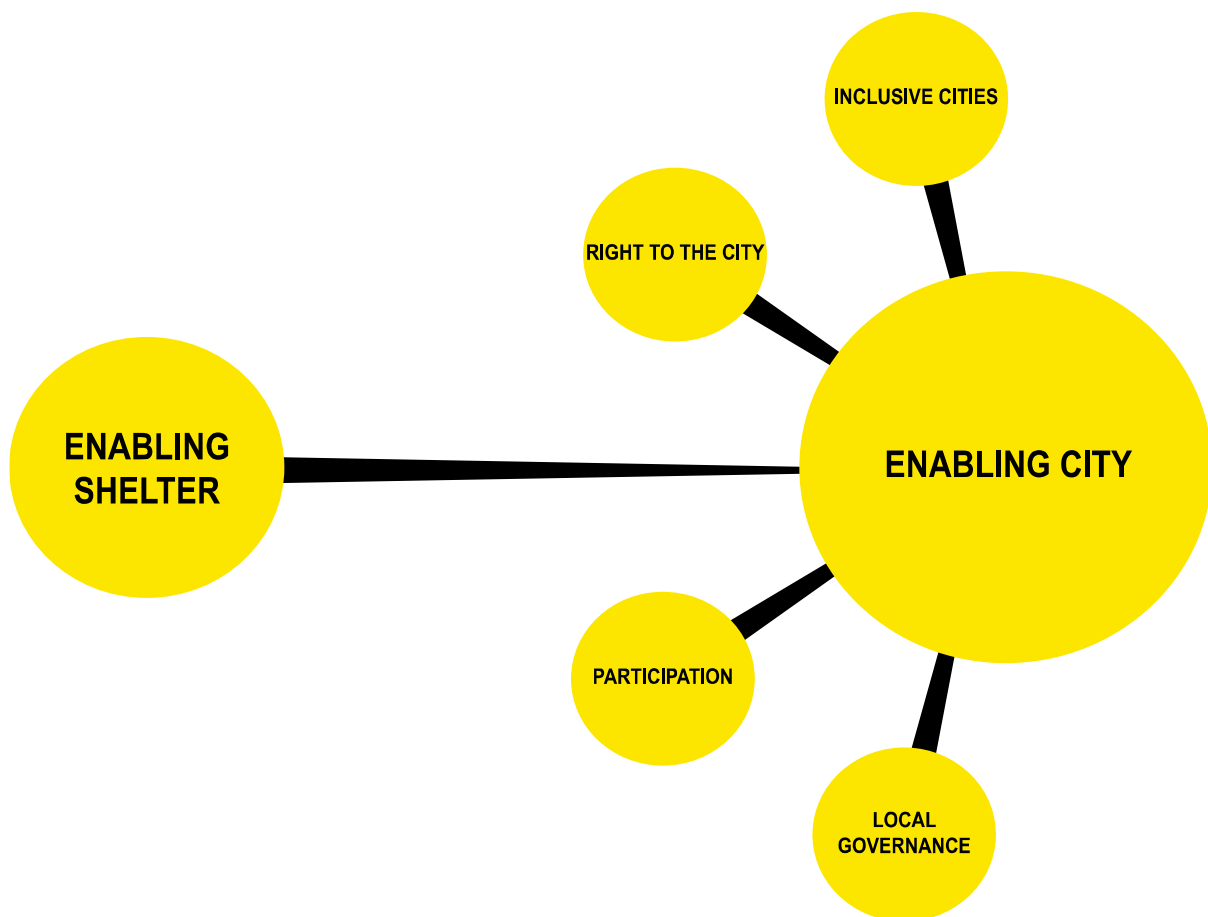 INCLUSIVE CITIES
RIGHT TO THE CITY
ENABLING
SHELTER
ENABLING CITY
PARTICIPATION
LOCAL
GOVERNANCE